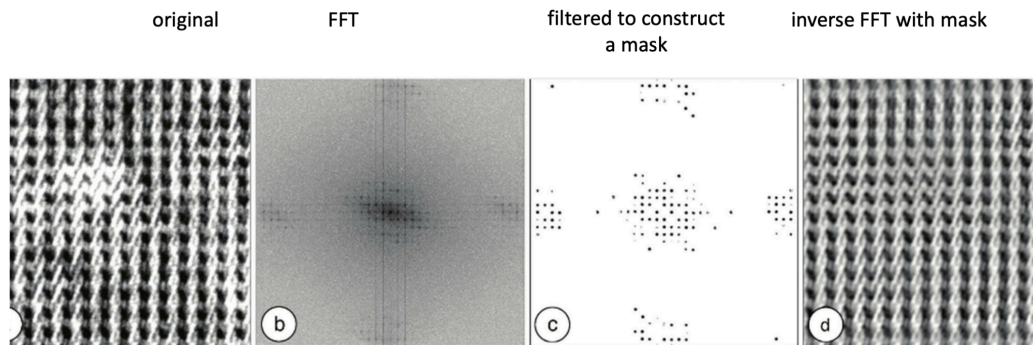 original
FFT
filtered to construct
a mask
inverse FFT with mask
b
c
d